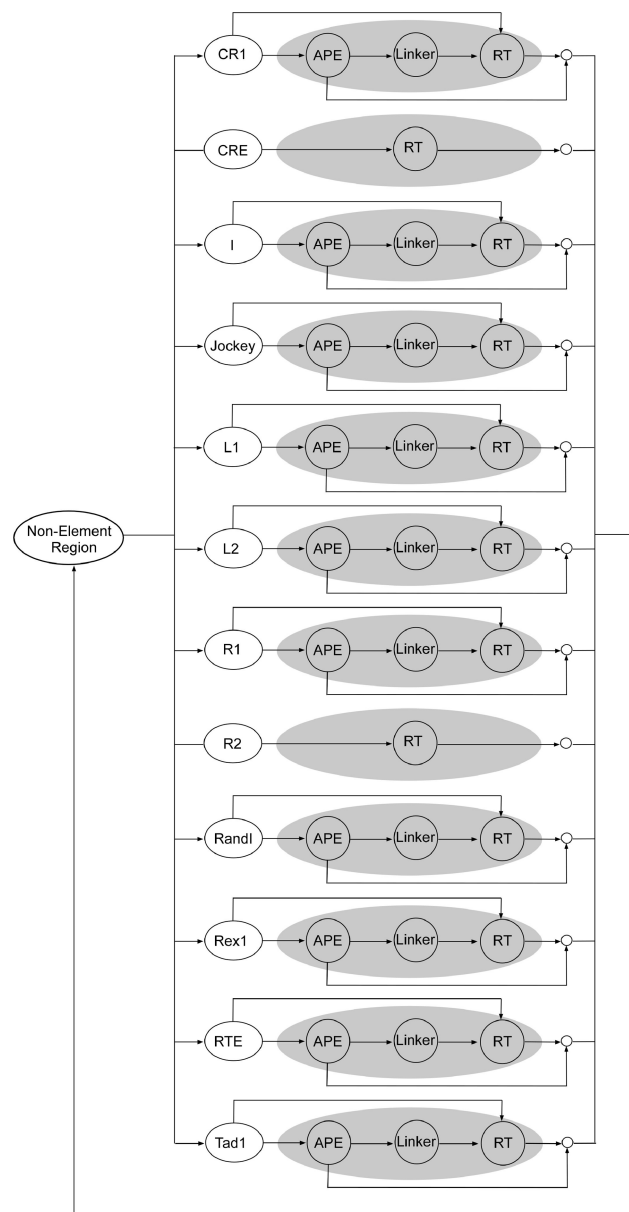 CR1
APE
Linker
RT
CRE
RT
I
APE
Linker
RT
Jockey
APE
Linker
RT
L1
APE
Linker
RT
Non-Element
Region
L2
APE
Linker
RT
R1
APE
Linker
RT
R2
RT
RandI
APE
Linker
RT
Rex1
APE
Linker
RT
RTE
APE
Linker
RT
Tad1
APE
Linker
RT